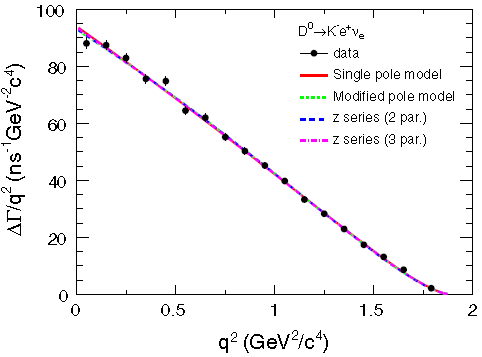 D⁰→K⁻e⁺νₑ
data
Single pole model
Modified pole model
z series (2 par.)
z series (3 par.)
ΔΓ/q² (ns⁻¹GeV⁻²c⁴)
100
80
60
40
20
0
0 0.5 1 1.5 2
q² (GeV²/c⁴)